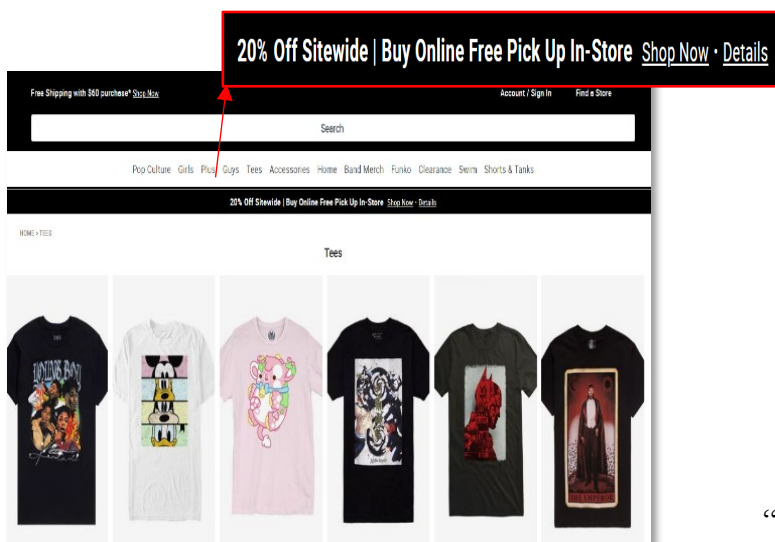 20% Off Sitewide | Buy Online Free Pick Up In-Store Shop Now · Details
Free Shipping with $60 purchase* Shop Now
Account / Sign In Find a Store
Search
Pop Culture Girls Plus Guys Tees Accessories Home Band Merch Funko Clearance Swim Shorts & Tanks
20% Off Sitewide | Buy Online Free Pick Up In-Store Shop Now · Details
HOME > TEES
Tees
THE EMPEROR
“